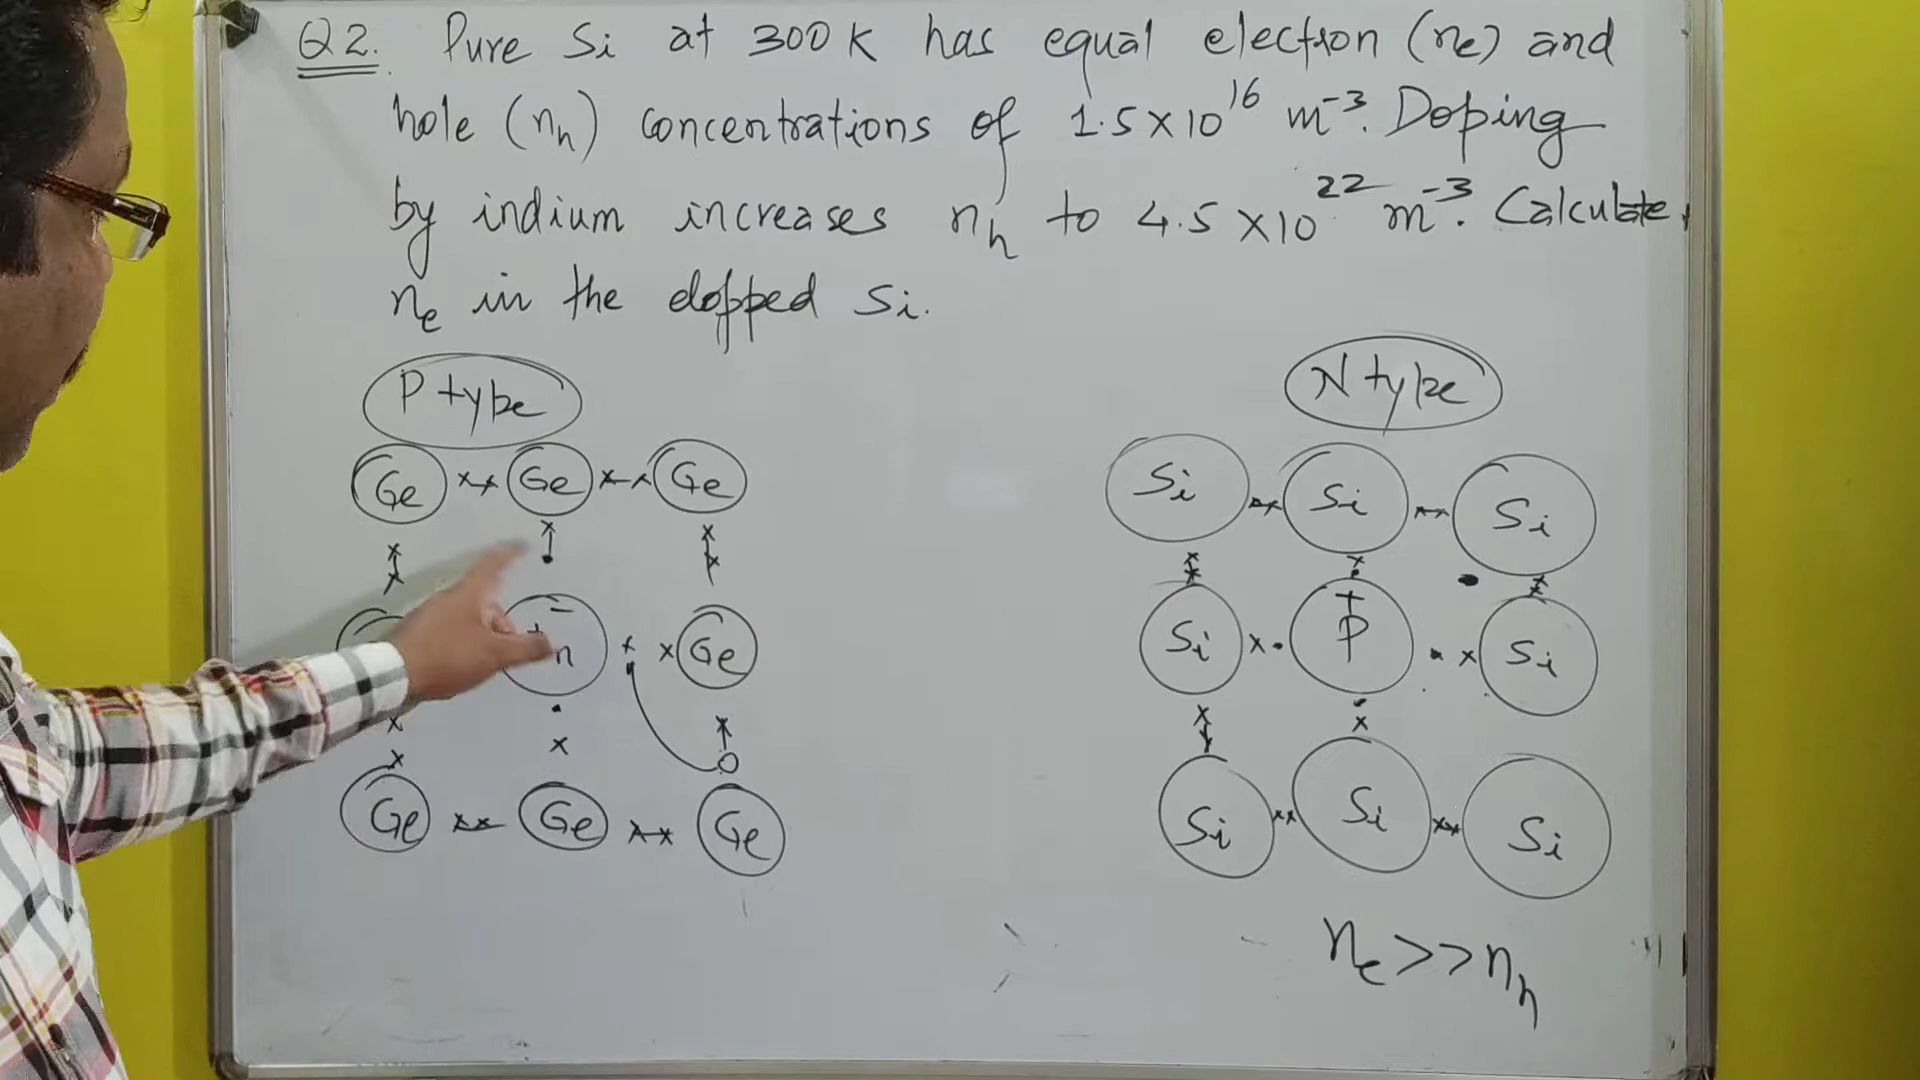 Q2. Pure Si at 300 K has equal electron (ne) and
hole (nh) concentrations of 1.5×10^16 m^-3. Doping
by indium increases nh to 4.5×10^22 m^-3. Calculate
ne in the dopped Si.
P type
N type
Ge Ge Ge
Si Si Si
Ge
Si P Si
Ge Ge Ge
Si Si Si
ne >> nh